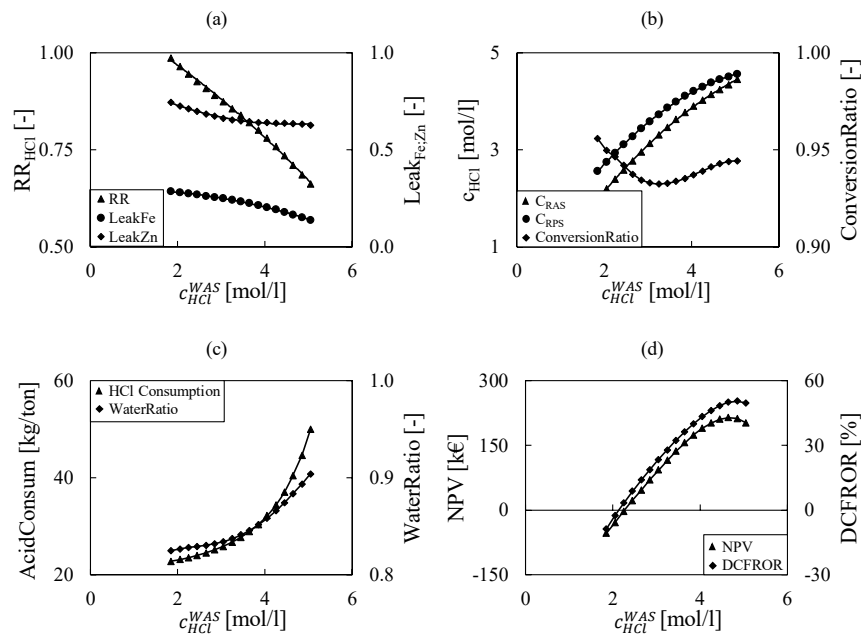 (a)
1.00
0.75
0.50
RR_HCl [-]
1.0
0.5
0.0
Leak_Fe;Zn [-]
RR
LeakFe
LeakZn
0 2 4 6
c_HCl^WAS [mol/l]
(b)
5
3
1
c_HCl [mol/l]
1.00
0.95
0.90
ConversionRatio [-]
C_RAS
C_RPS
ConversionRatio
0 2 4 6
c_HCl^WAS [mol/l]
(c)
60
40
20
AcidConsum [kg/ton]
1.0
0.9
0.8
WaterRatio [-]
HCl Consumption
WaterRatio
0 2 4 6
c_HCl^WAS [mol/l]
(d)
300
150
0
-150
NPV [k€]
60
30
0
-30
DCFROR [%]
NPV
DCFROR
0 2 4 6
c_HCl^WAS [mol/l]